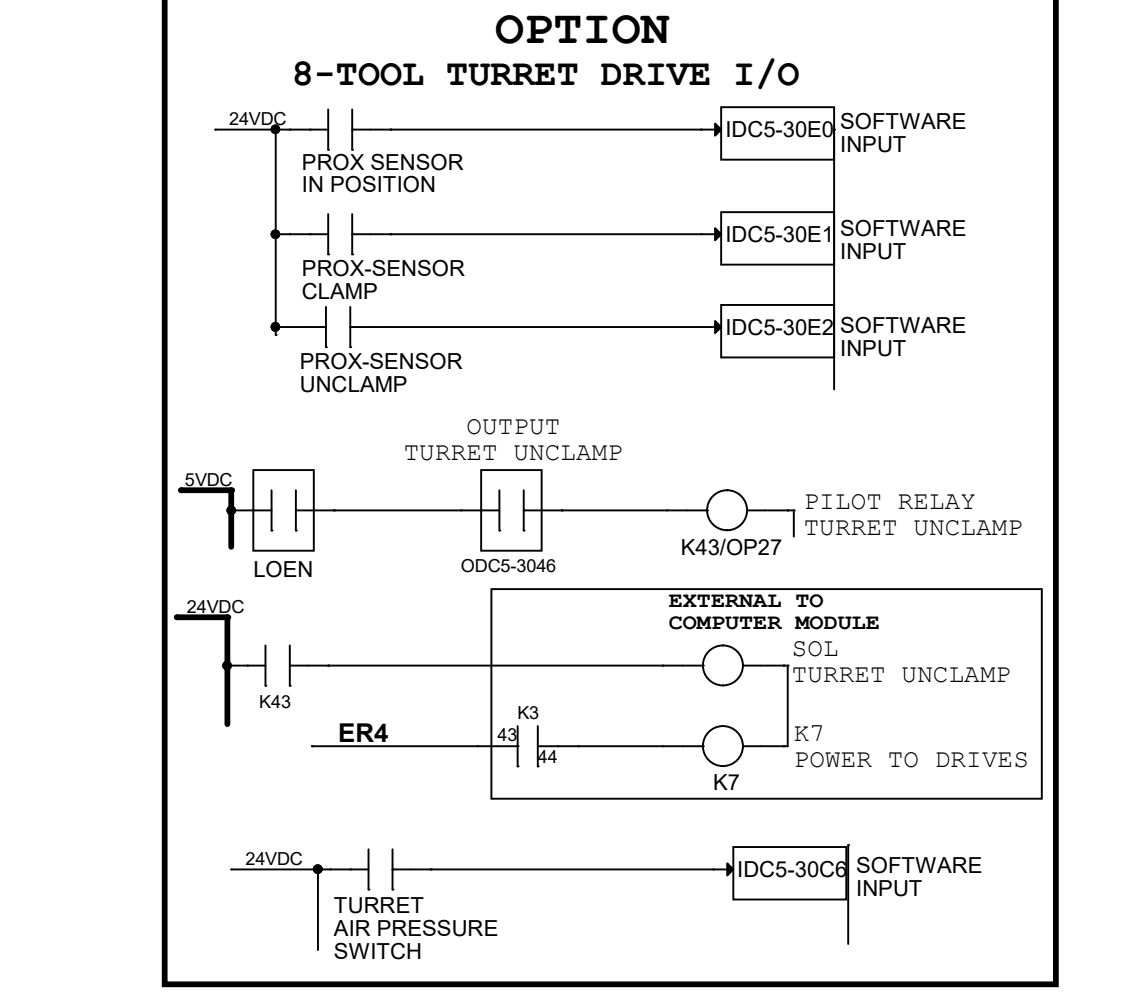 OPTION
8-TOOL TURRET DRIVE I/O
24VDC
IDC5-30E0
SOFTWARE
INPUT
PROX SENSOR
IN POSITION
IDC5-30E1
SOFTWARE
INPUT
PROX-SENSOR
CLAMP
IDC5-30E2
SOFTWARE
INPUT
PROX-SENSOR
UNCLAMP
OUTPUT
TURRET UNCLAMP
5VDC
PILOT RELAY
TURRET UNCLAMP
K43/OP27
LOEN
ODC5-3046
24VDC
EXTERNAL TO
COMPUTER MODULE
SOL
TURRET UNCLAMP
K43
K3
ER4
43
44
K7
POWER TO DRIVES
K7
24VDC
IDC5-30C6
SOFTWARE
INPUT
TURRET
AIR PRESSURE
SWITCH